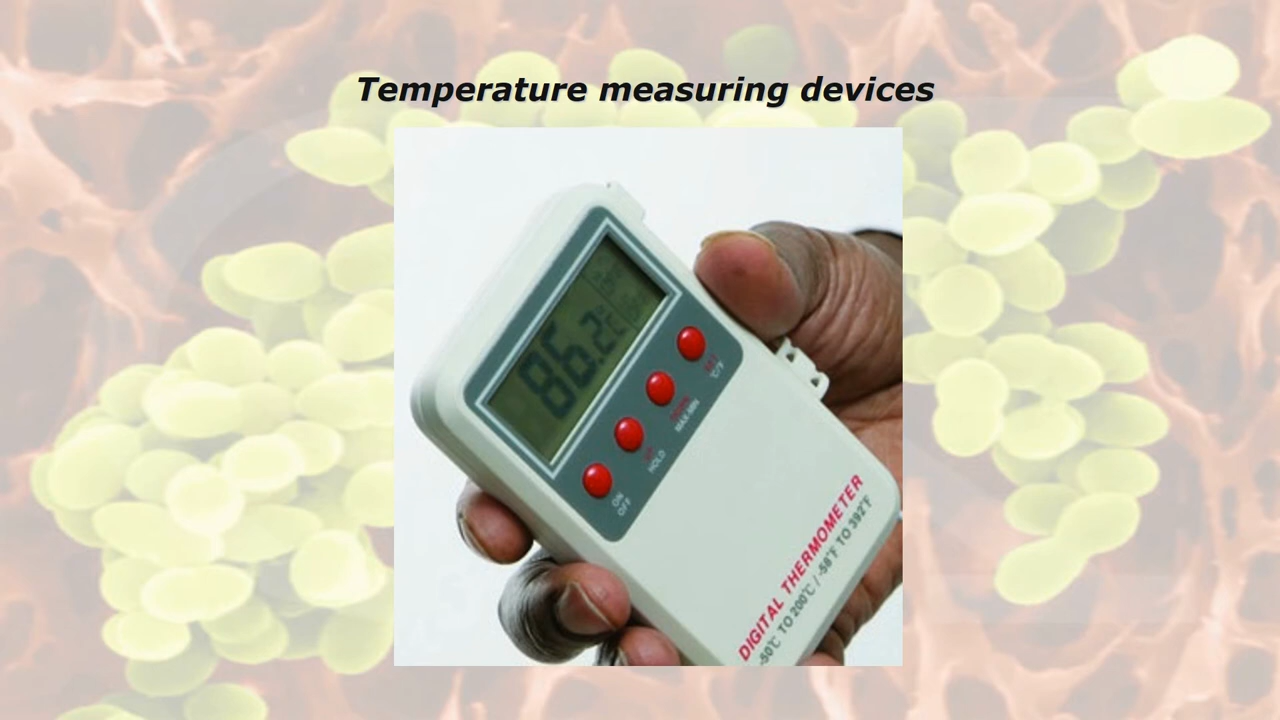 Temperature measuring devices
86.2°C
ON
OFF
HOLD
MAX/MIN
°C/°F
DIGITAL THERMOMETER
-50°C TO 200°C / -58°F TO 392°F